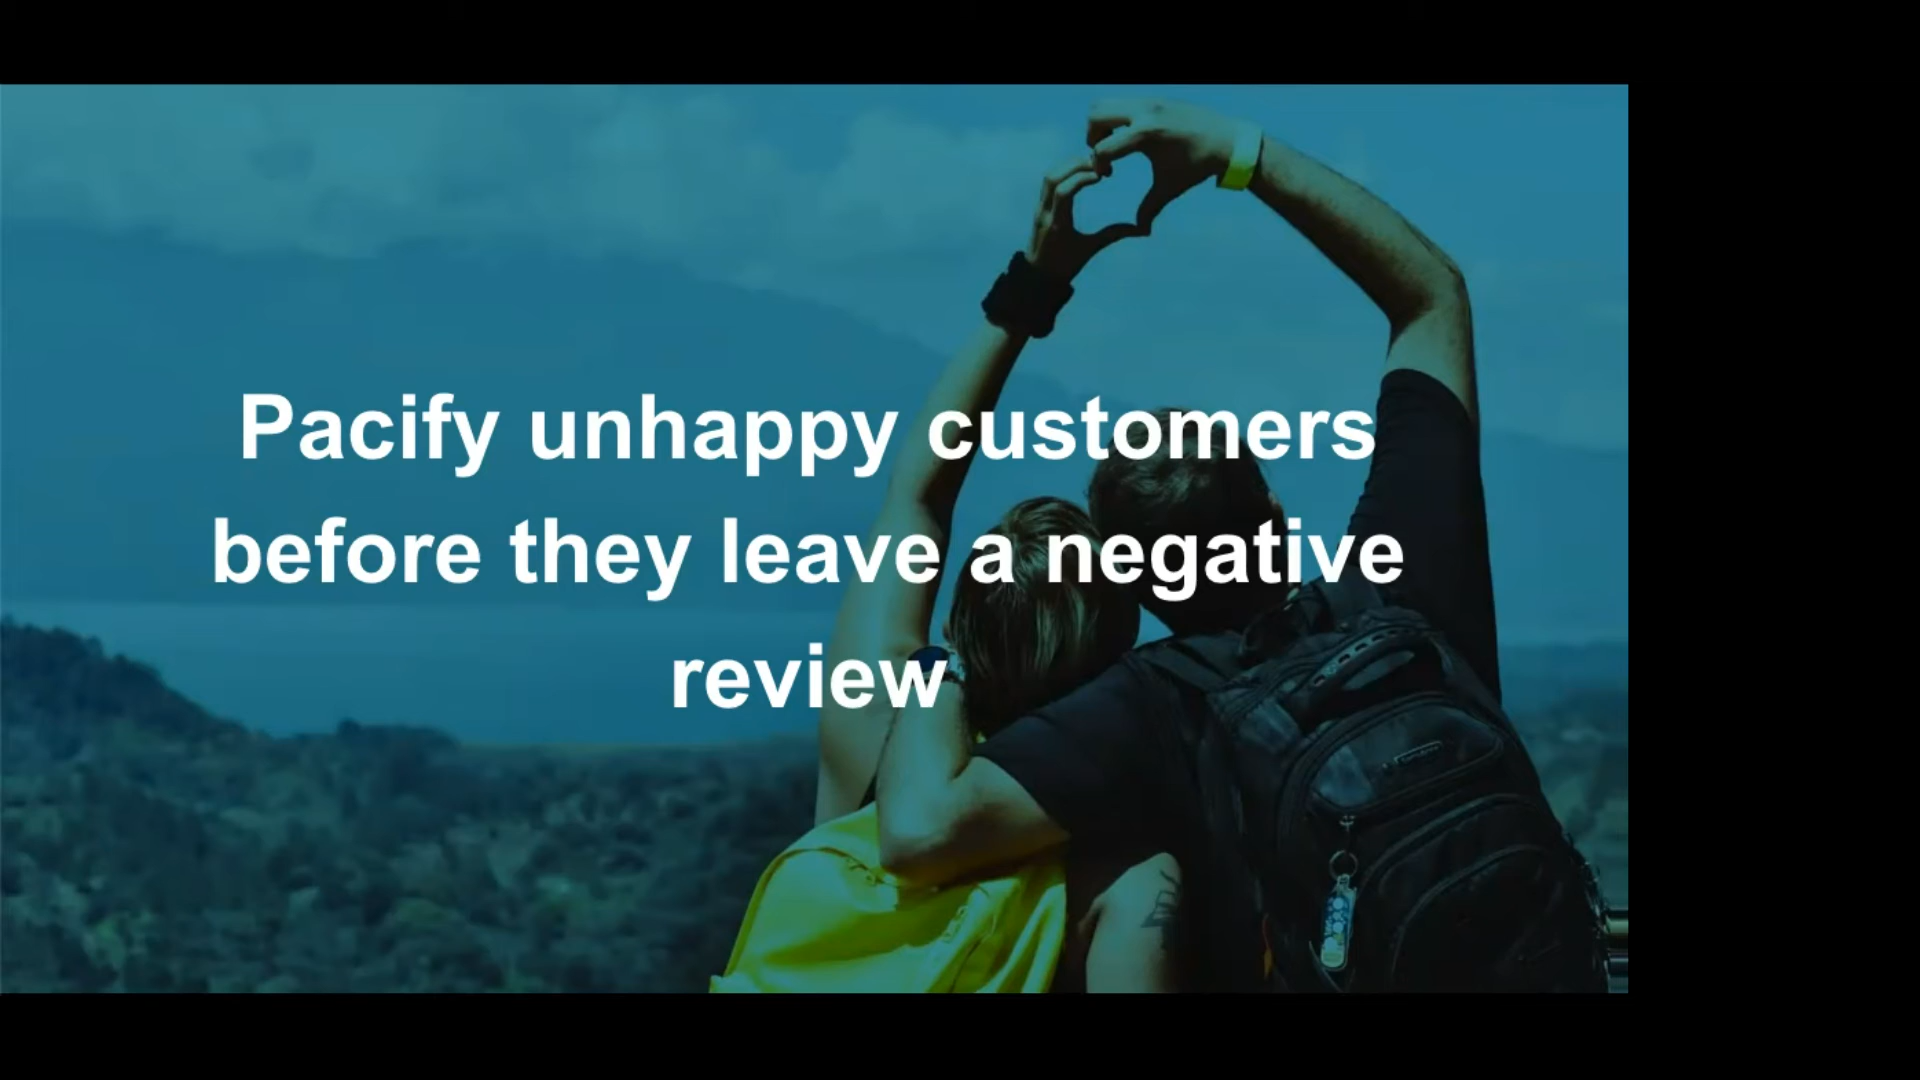 Pacify unhappy customers
before they leave a negative
review